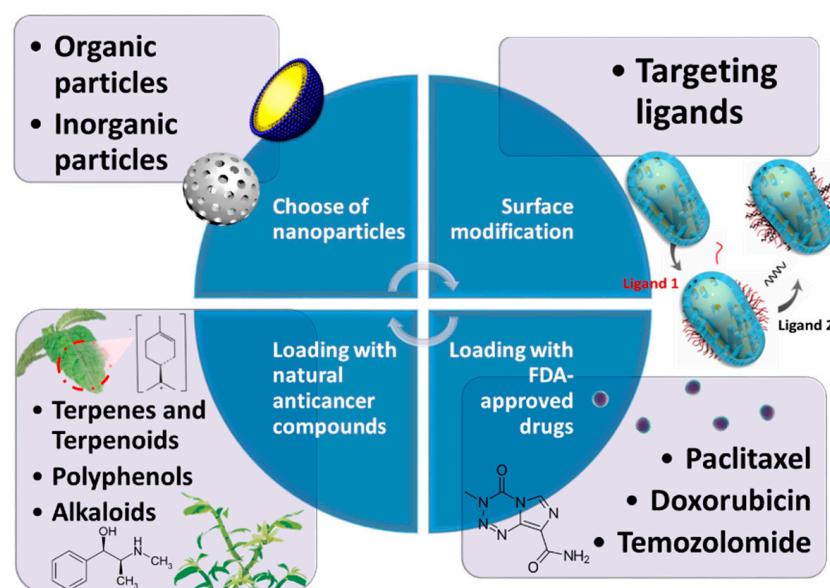 • Organic
particles
• Inorganic
particles
• Targeting
ligands
Choose of
nanoparticles
Surface
modification
Ligand 1
Ligand 2
Loading with
natural
anticancer
compounds
Loading with
FDA-
approved
drugs
• Terpenes and
Terpenoids
• Polyphenols
• Alkaloids
OH
H
N
CH₃
CH₃
• Paclitaxel
• Doxorubicin
• Temozolomide
O
N
N
N
N
N
O
NH₂